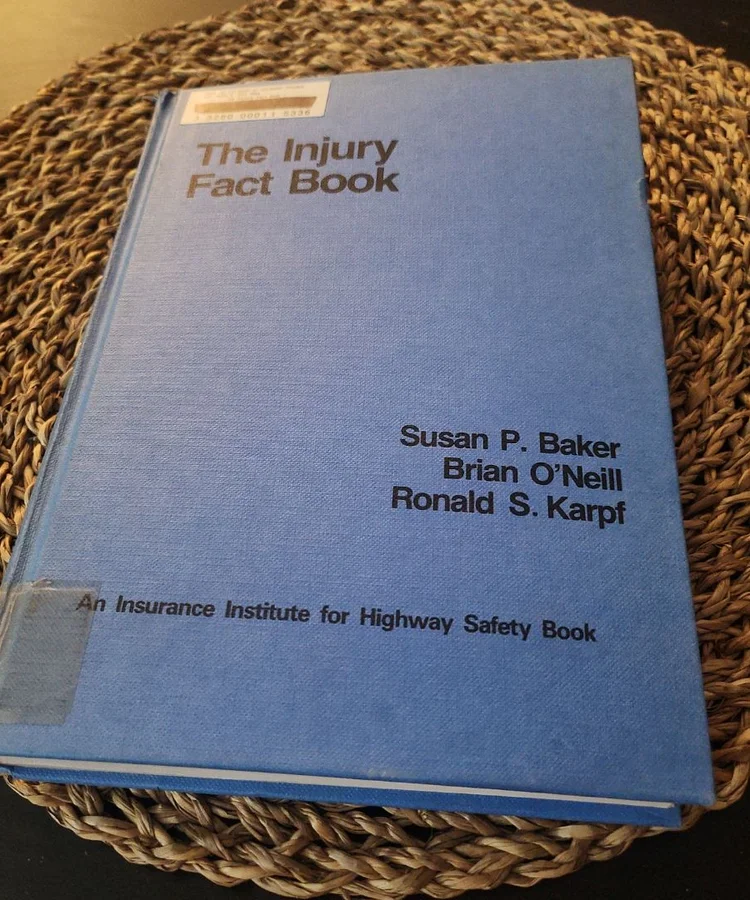 The Injury
Fact Book
Susan P. Baker
Brian O'Neill
Ronald S. Karpf
An Insurance Institute for Highway Safety Book